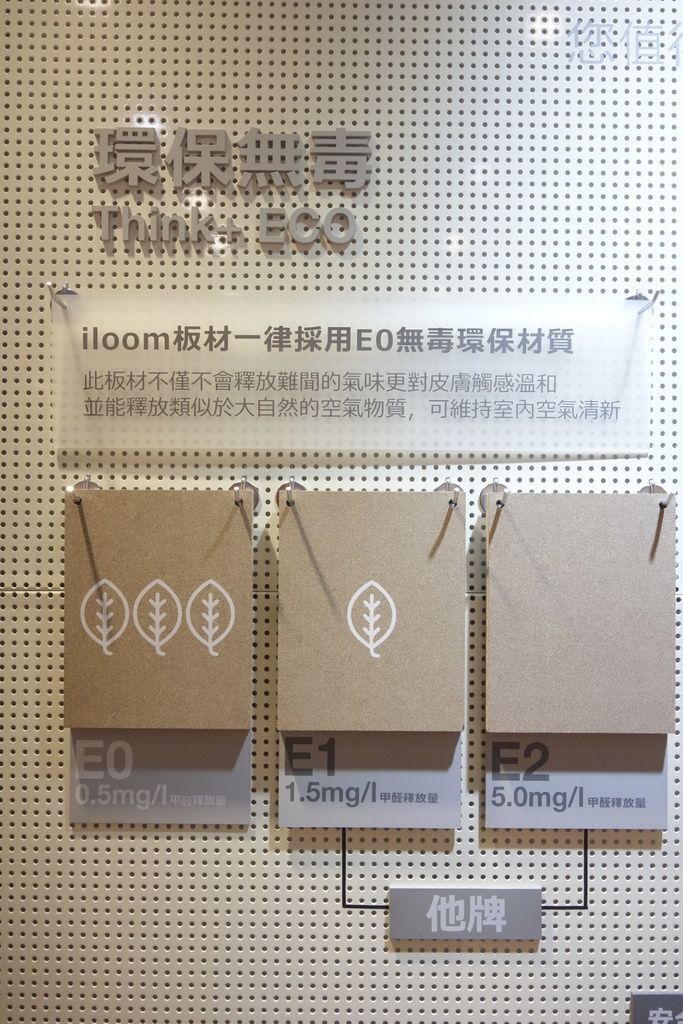 環保無毒
Think+ ECO
iloom板材一律採用E0無毒環保材質
此板材不僅不會釋放難聞的氣味更對皮膚觸感溫和
並能釋放類似於大自然的空氣物質，可維持室內空氣清新
E0
0.5mg/l甲醛釋放量
E1
1.5mg/l甲醛釋放量
E2
5.0mg/l甲醛釋放量
他牌